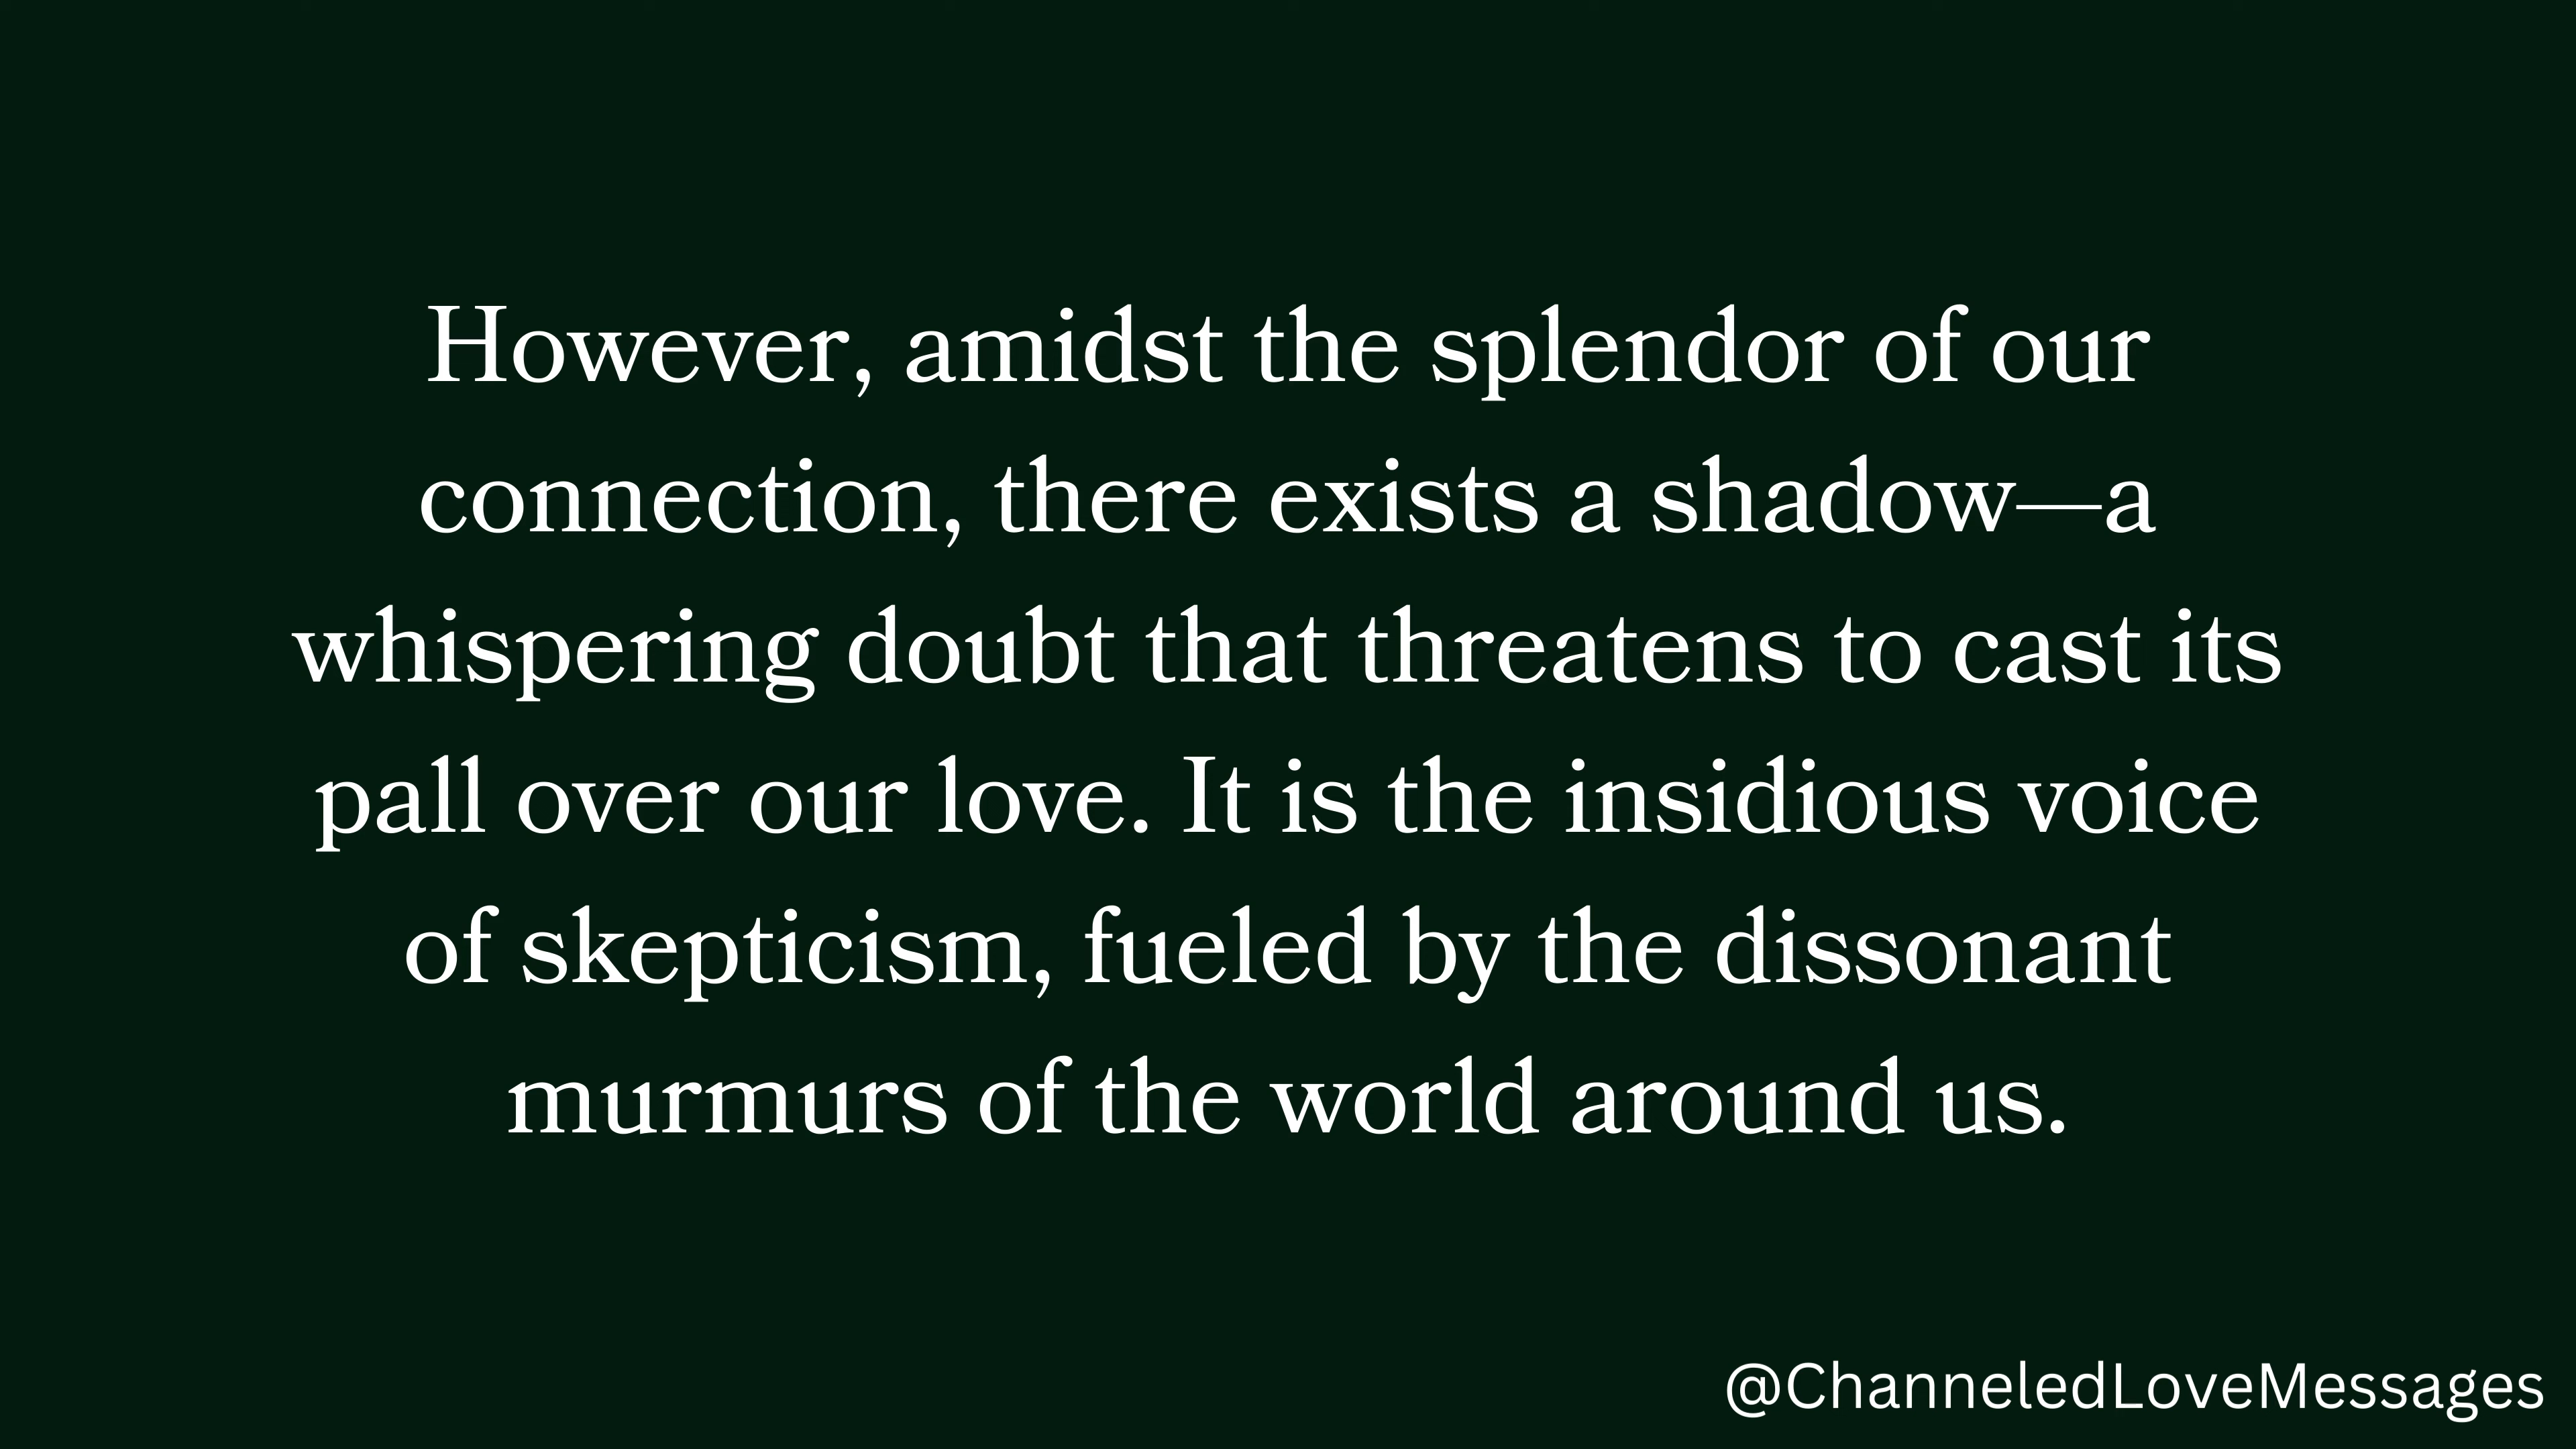 However, amidst the splendor of our
connection, there exists a shadow—a
whispering doubt that threatens to cast its
pall over our love. It is the insidious voice
of skepticism, fueled by the dissonant
murmurs of the world around us.
@ChanneledLoveMessages